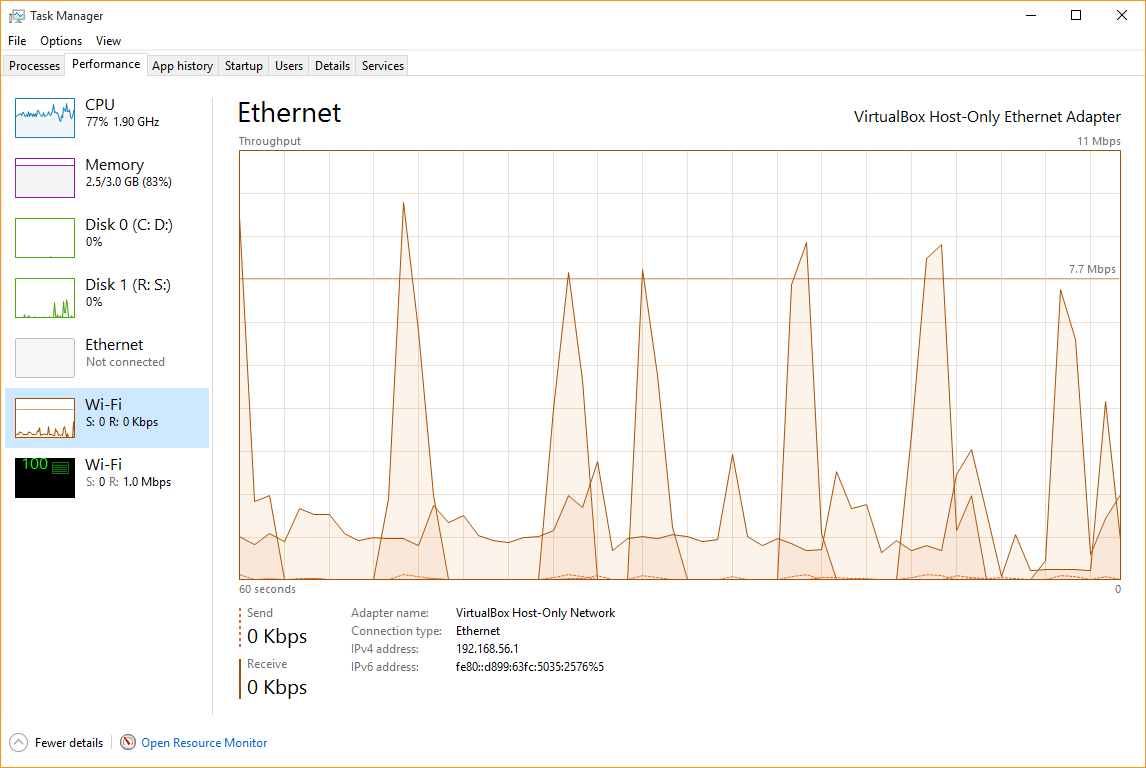 Task Manager
File Options View
Processes Performance App history Startup Users Details Services
CPU
77% 1.90 GHz
Memory
2.5/3.0 GB (83%)
Disk 0 (C: D:)
0%
Disk 1 (R: S:)
0%
Ethernet
Not connected
Wi-Fi
S: 0 R: 0 Kbps
100
Wi-Fi
S: 0 R: 1.0 Mbps
Ethernet
VirtualBox Host-Only Ethernet Adapter
Throughput
11 Mbps
7.7 Mbps
60 seconds
0
Send
0 Kbps
Receive
0 Kbps
Adapter name: VirtualBox Host-Only Network
Connection type: Ethernet
IPv4 address: 192.168.56.1
IPv6 address: fe80::d899:63fc:5035:2576%5
Fewer details
Open Resource Monitor